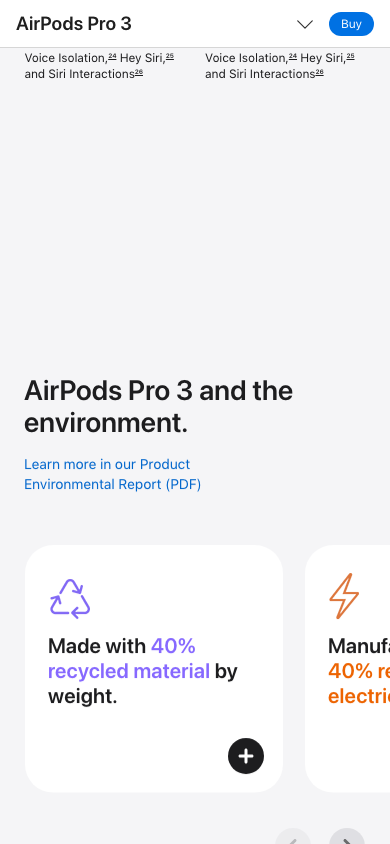 AirPods Pro 3
Buy
Voice Isolation,²⁴ Hey Siri,²⁵
and Siri Interactions²⁶
Voice Isolation,²⁴ Hey Siri,²⁵
and Siri Interactions²⁶
AirPods Pro 3 and the
environment.
Learn more in our Product
Environmental Report (PDF)
Made with 40%
recycled material by
weight.
40%